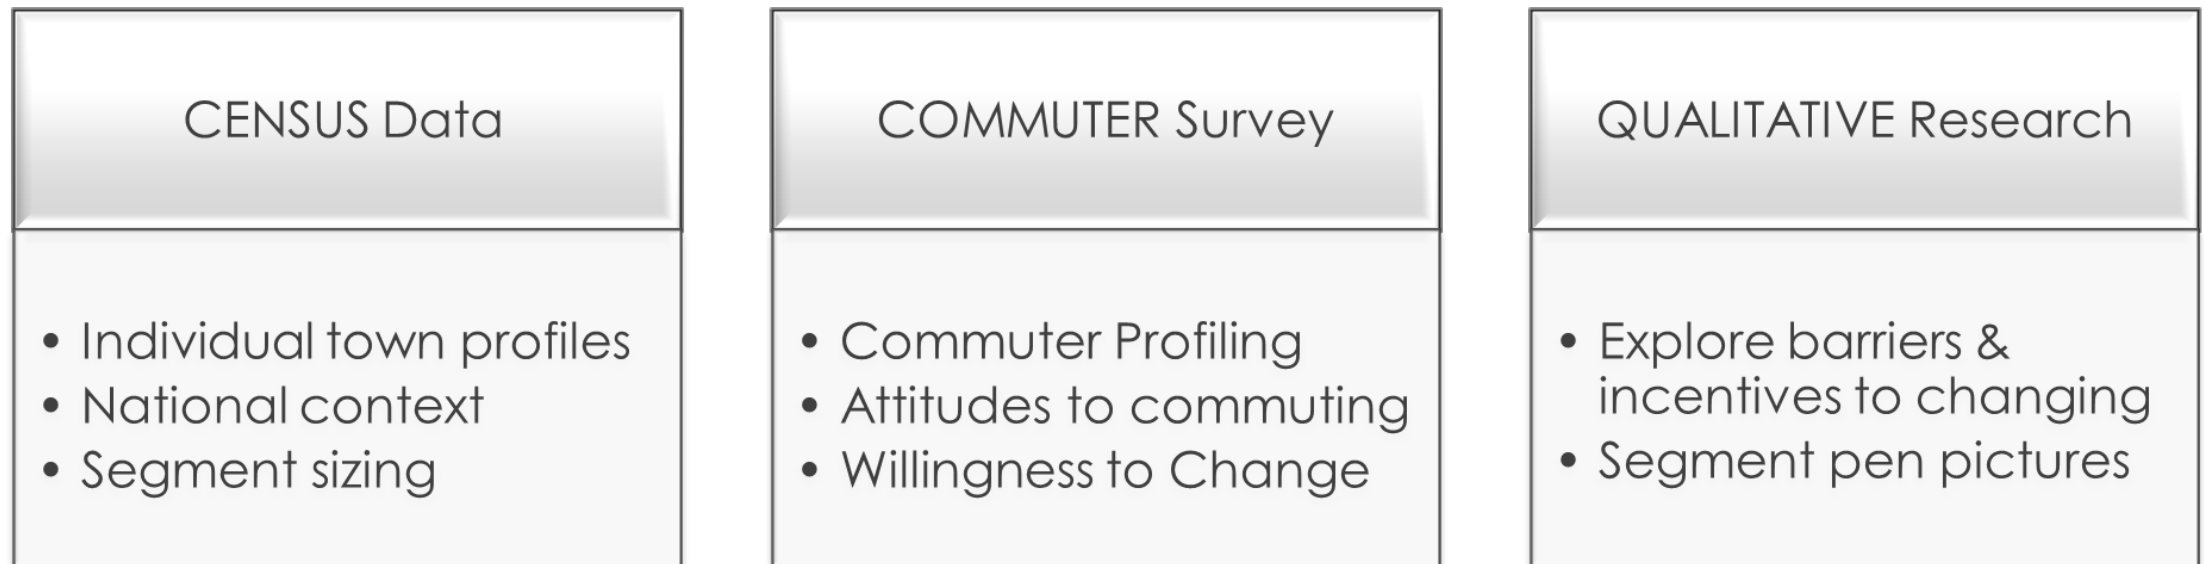 CENSUS Data
• Individual town profiles
• National context
• Segment sizing
COMMUTER Survey
• Commuter Profiling
• Attitudes to commuting
• Willingness to Change
QUALITATIVE Research
• Explore barriers &
incentives to changing
• Segment pen pictures